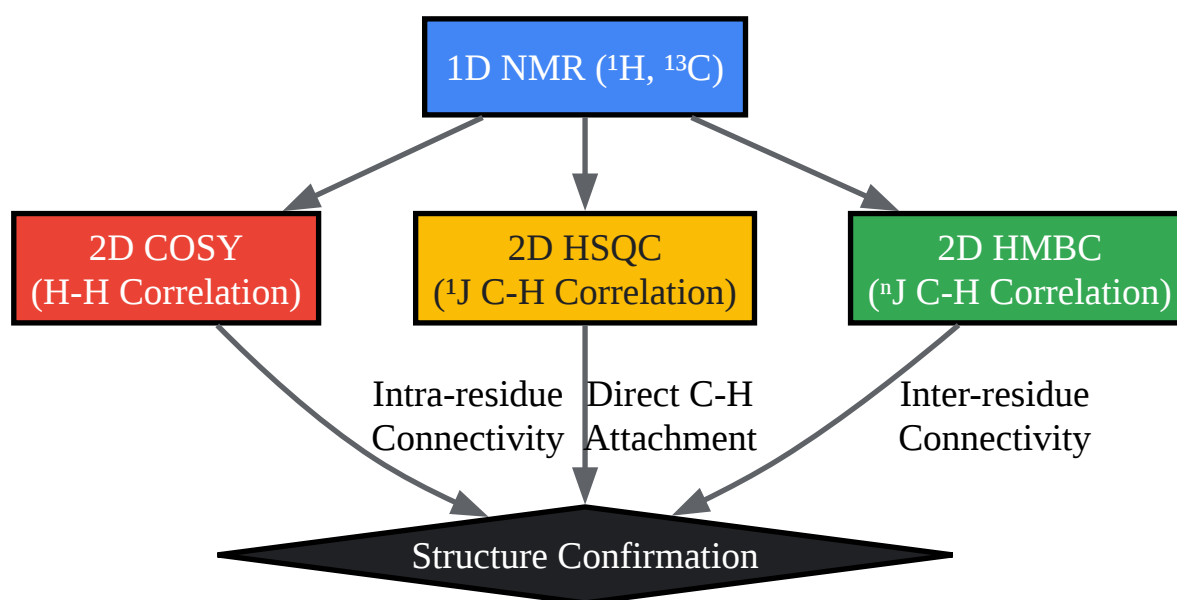 1D NMR (¹H, ¹³C)
2D COSY
(H-H Correlation)
2D HSQC
(¹J C-H Correlation)
2D HMBC
(ⁿJ C-H Correlation)
Intra-residue
Connectivity
Direct C-H
Attachment
Inter-residue
Connectivity
Structure Confirmation